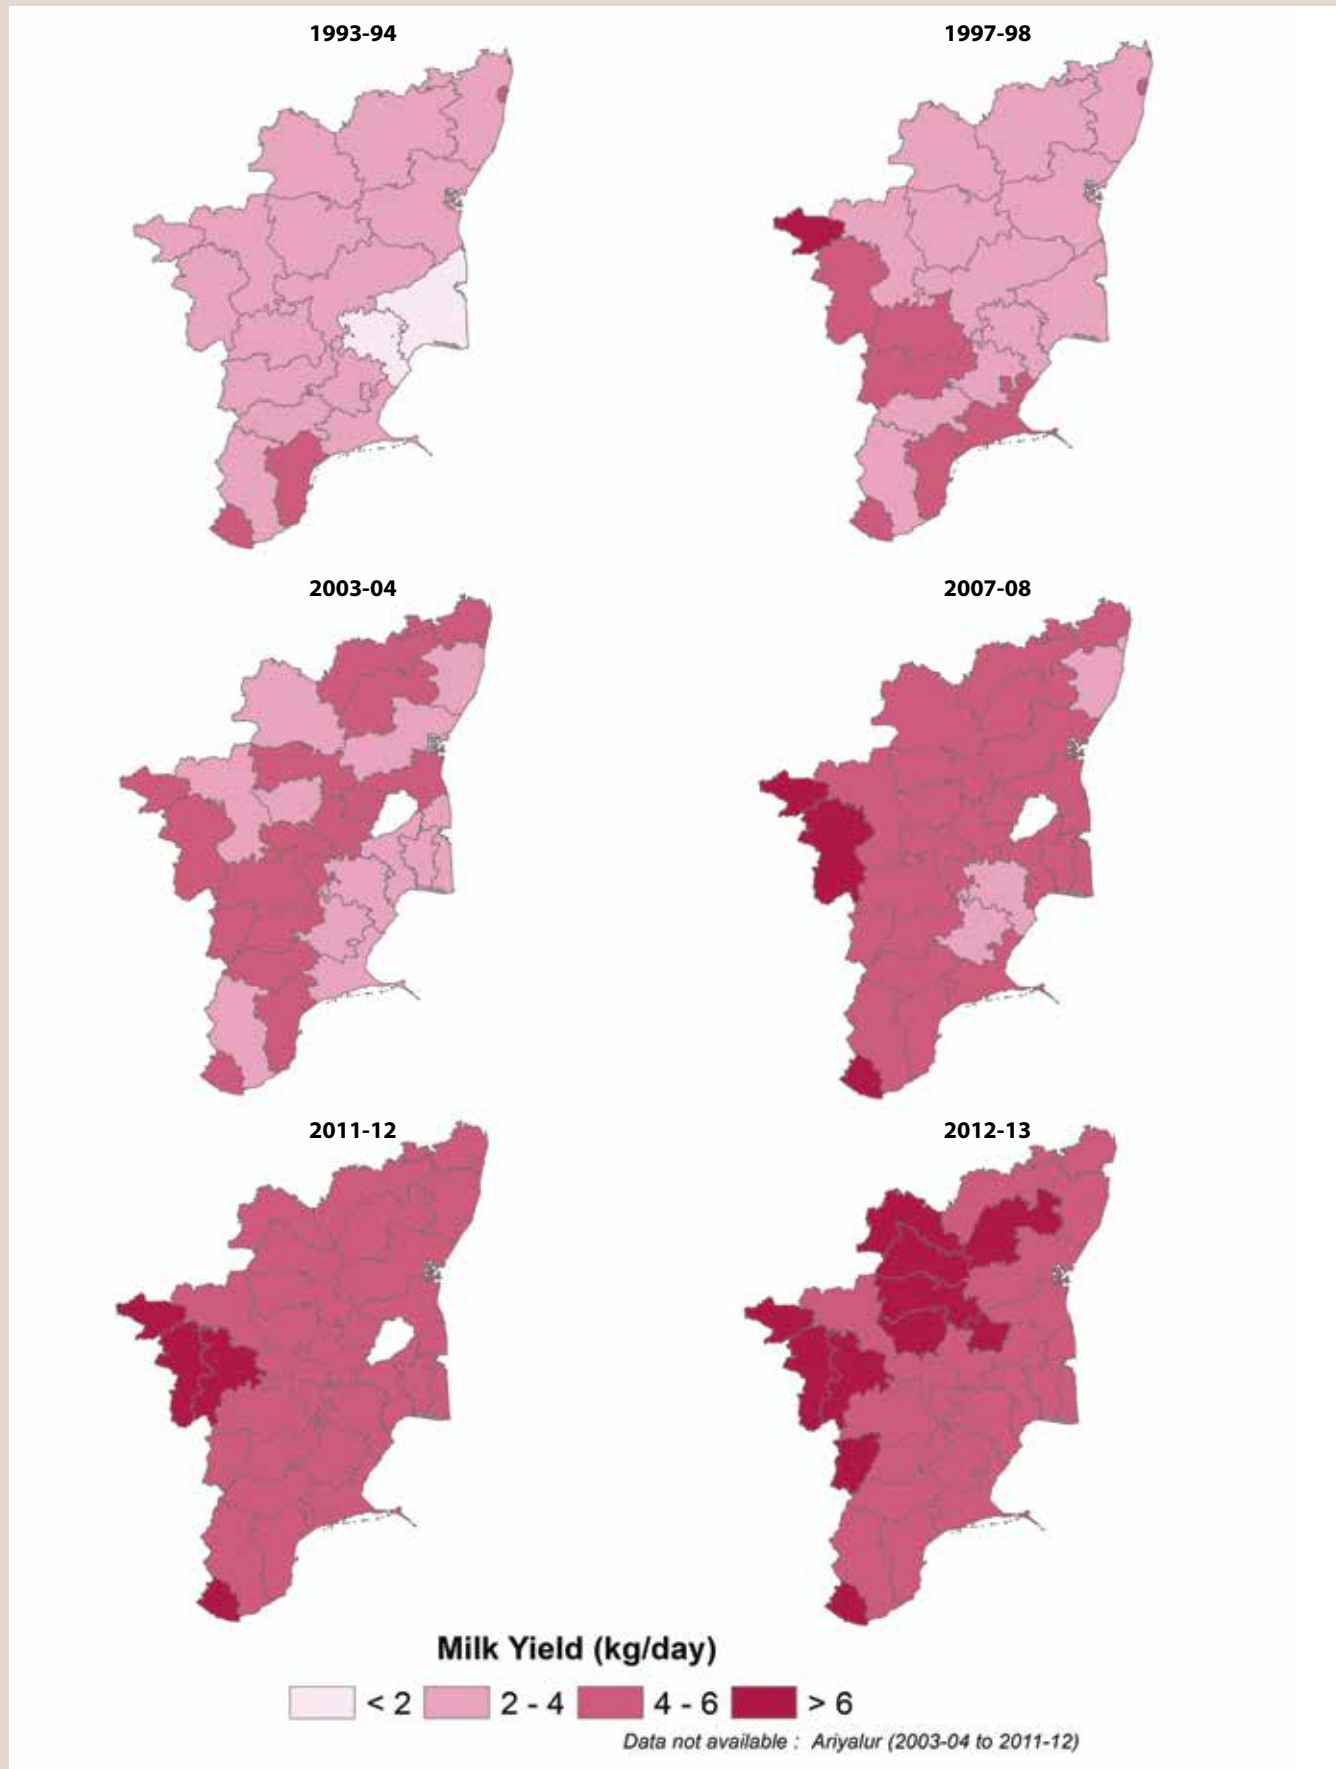 1993-94
1997-98
2003-04
2007-08
2011-12
2012-13
Milk Yield (kg/day)
< 2
2 - 4
4 - 6
> 6
Data not available : Ariyalur (2003-04 to 2011-12)